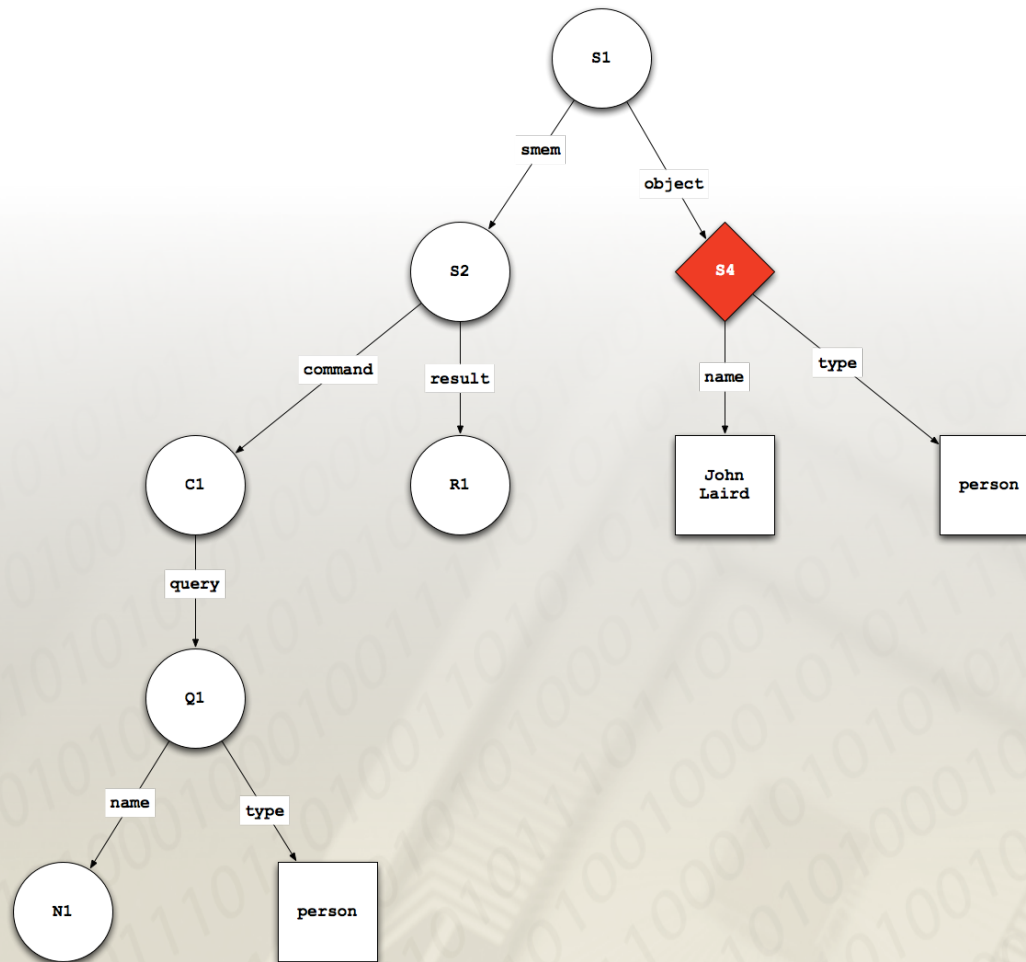 S1
smem
object
S2
S4
command
result
name
type
C1
R1
John
Laird
person
query
Q1
name
type
N1
person